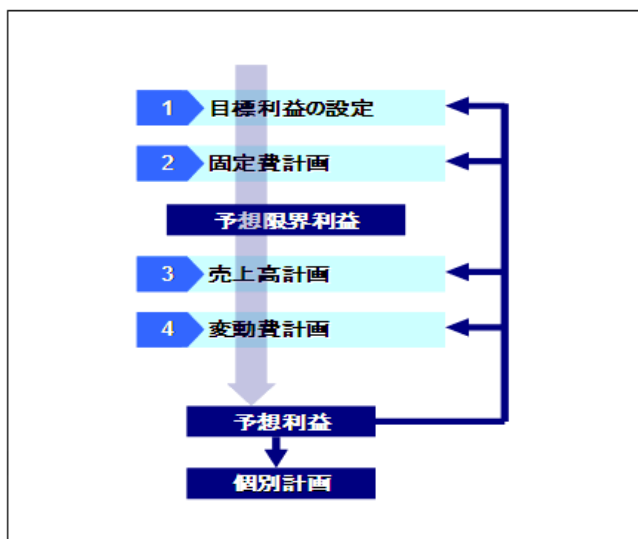 1 目標利益の設定
2 固定費計画
予想限界利益
3 売上高計画
4 変動費計画
予想利益
個別計画